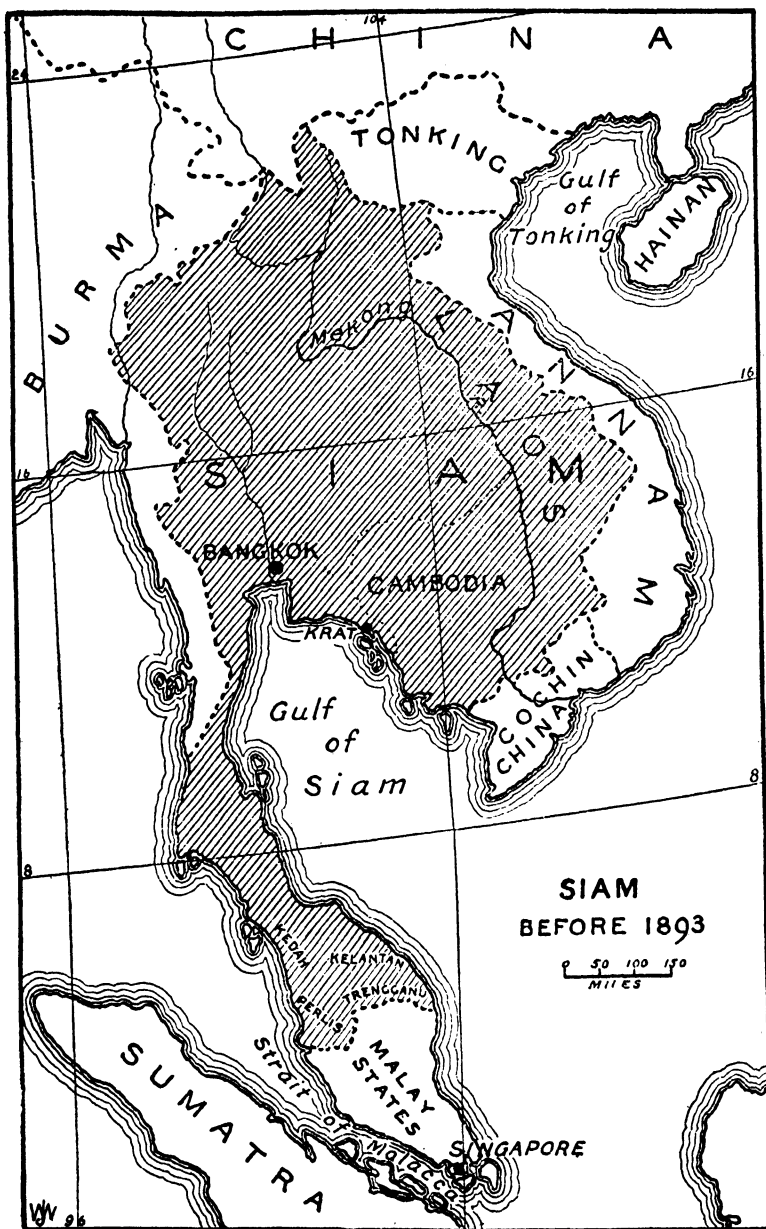 104
CHINA
24
TONKING
Gulf
of
Tonking
HAINAN
BURMA
Mekong
ANNAM
LAOS
16
16
SIAM
BANGKOK
CAMBODIA
KRAT
COCHIN
CHINA
Gulf
of
Siam
8
8
SIAM
BEFORE 1893
0 50 100 150
MILES
KEDAH
KELANTAN
TRENGGANU
PERLIS
MALAY
STATES
Strait of Malacca
SINGAPORE
SUMATRA
96